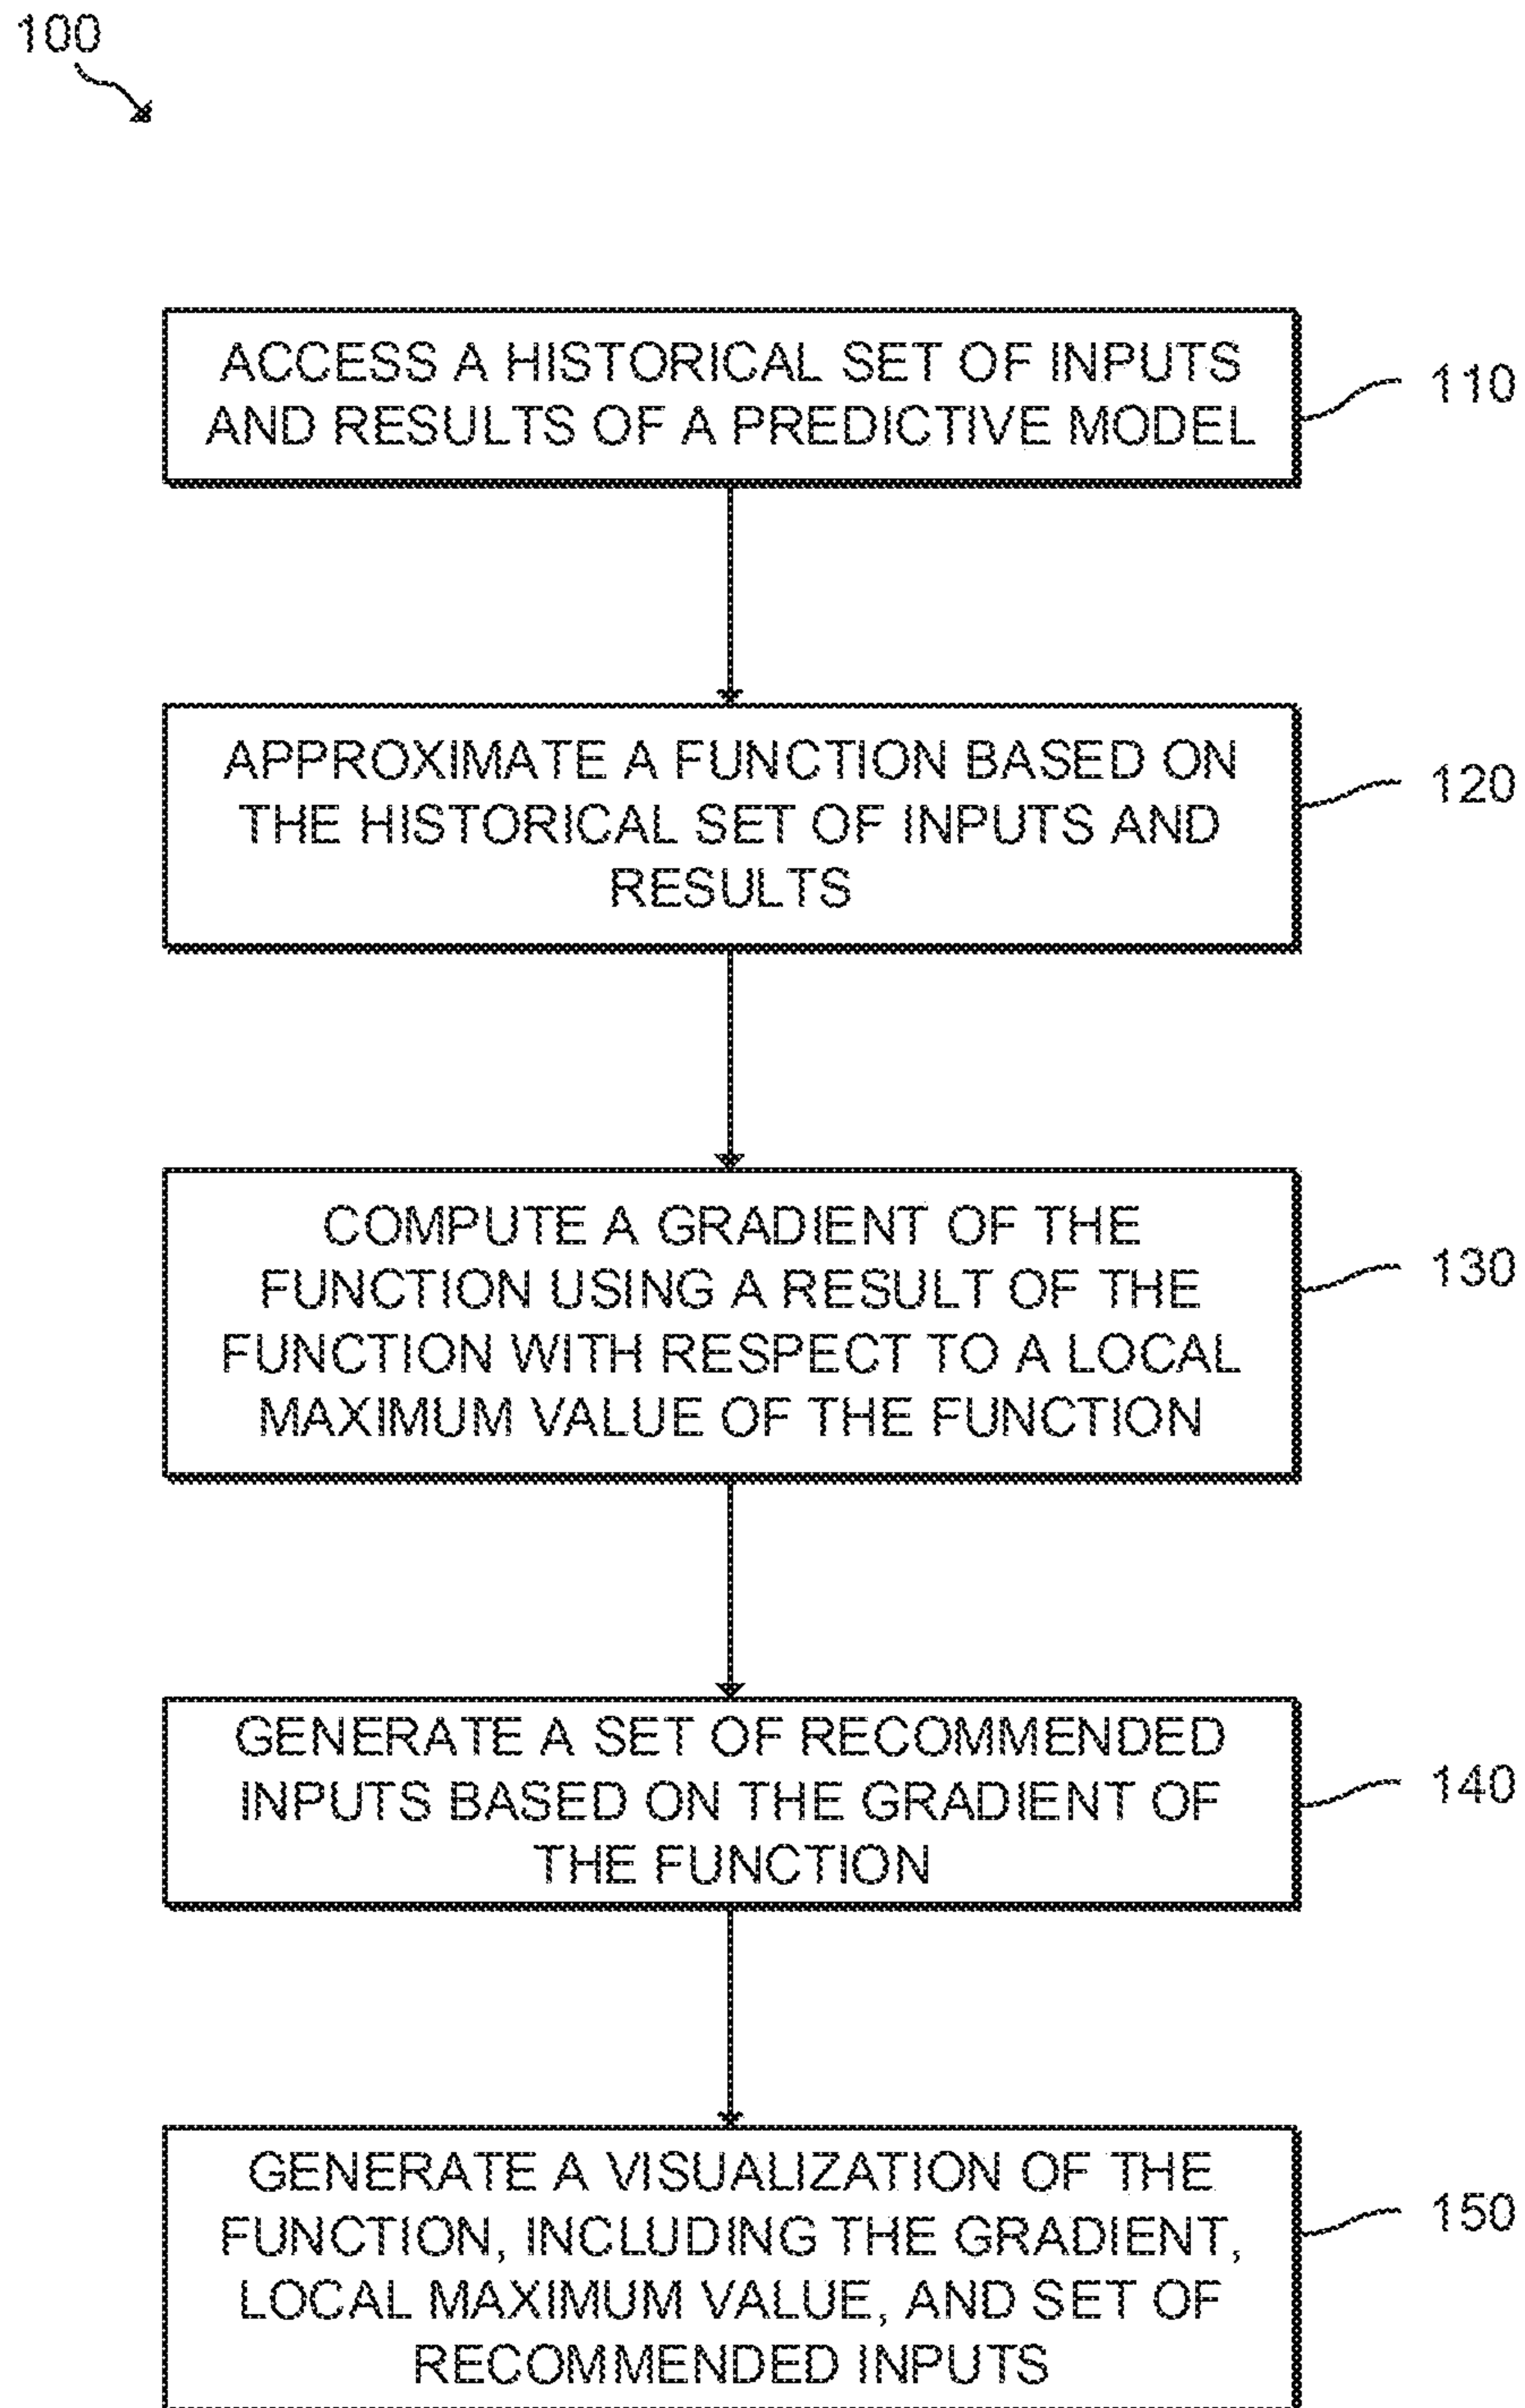 100
ACCESS A HISTORICAL SET OF INPUTS
AND RESULTS OF A PREDICTIVE MODEL
110
APPROXIMATE A FUNCTION BASED ON
THE HISTORICAL SET OF INPUTS AND
RESULTS
120
COMPUTE A GRADIENT OF THE
FUNCTION USING A RESULT OF THE
FUNCTION WITH RESPECT TO A LOCAL
MAXIMUM VALUE OF THE FUNCTION
130
GENERATE A SET OF RECOMMENDED
INPUTS BASED ON THE GRADIENT OF
THE FUNCTION
140
GENERATE A VISUALIZATION OF THE
FUNCTION, INCLUDING THE GRADIENT,
LOCAL MAXIMUM VALUE, AND SET OF
RECOMMENDED INPUTS
150